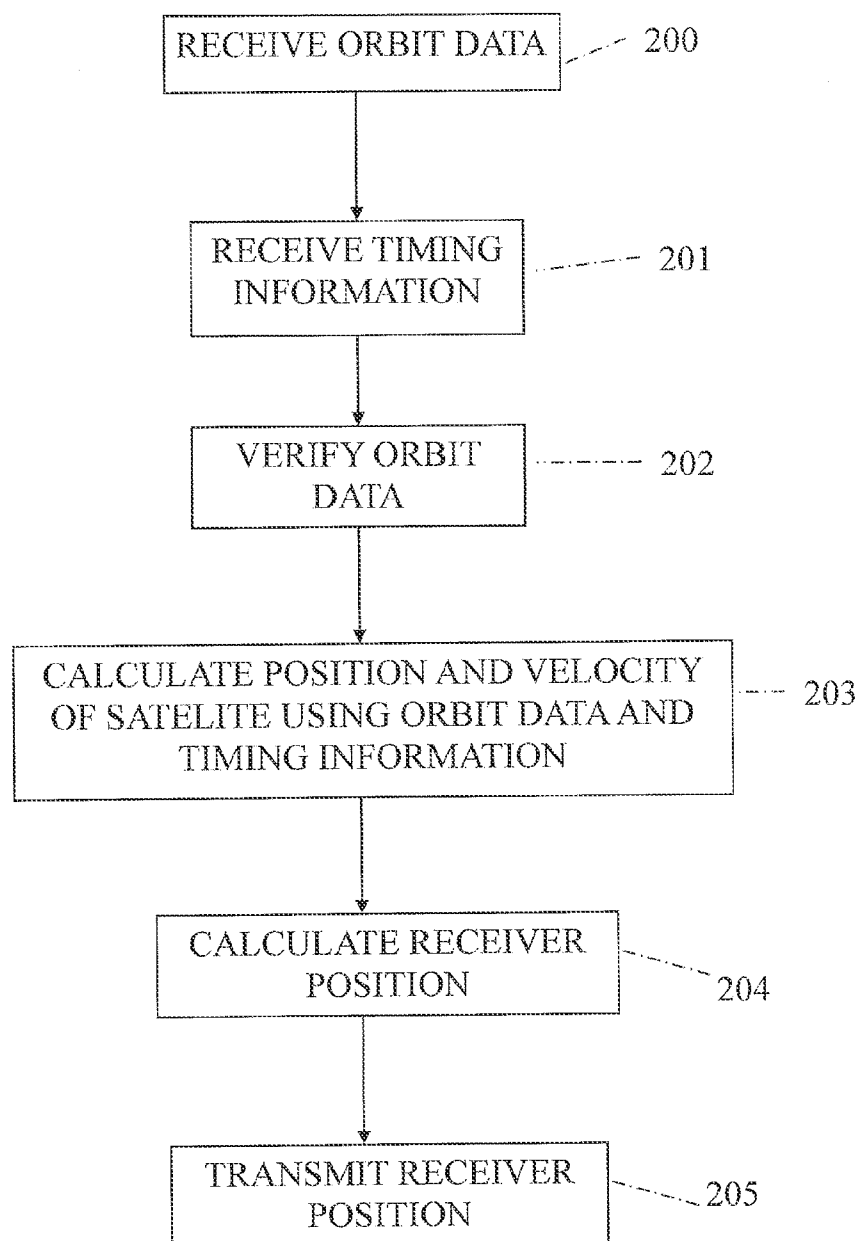 RECEIVE ORBIT DATA
200
RECEIVE TIMING
INFORMATION
201
VERIFY ORBIT
DATA
202
CALCULATE POSITION AND VELOCITY
OF SATELITE USING ORBIT DATA AND
TIMING INFORMATION
203
CALCULATE RECEIVER
POSITION
204
TRANSMIT RECEIVER
POSITION
205